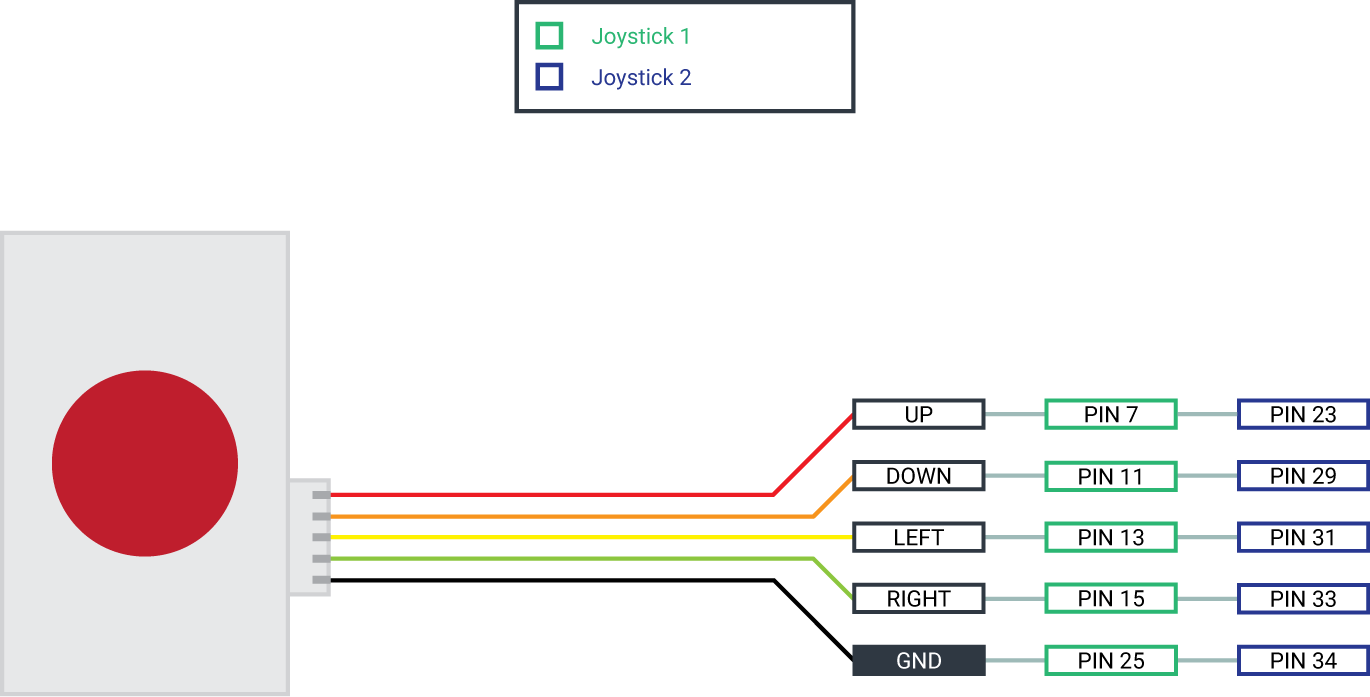 Joystick 1
Joystick 2
UP PIN 7 PIN 23
DOWN PIN 11 PIN 29
LEFT PIN 13 PIN 31
RIGHT PIN 15 PIN 33
GND PIN 25 PIN 34